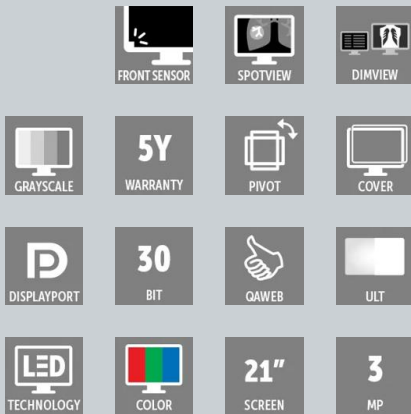 FRONT SENSOR
SPOTVIEW
DIMVIEW
GRAYSCALE
5Y
WARRANTY
PIVOT
COVER
D
DISPLAYPORT
30
BIT
QAWEB
ULT
LED
TECHNOLOGY
COLOR
21"
SCREEN
3
MP